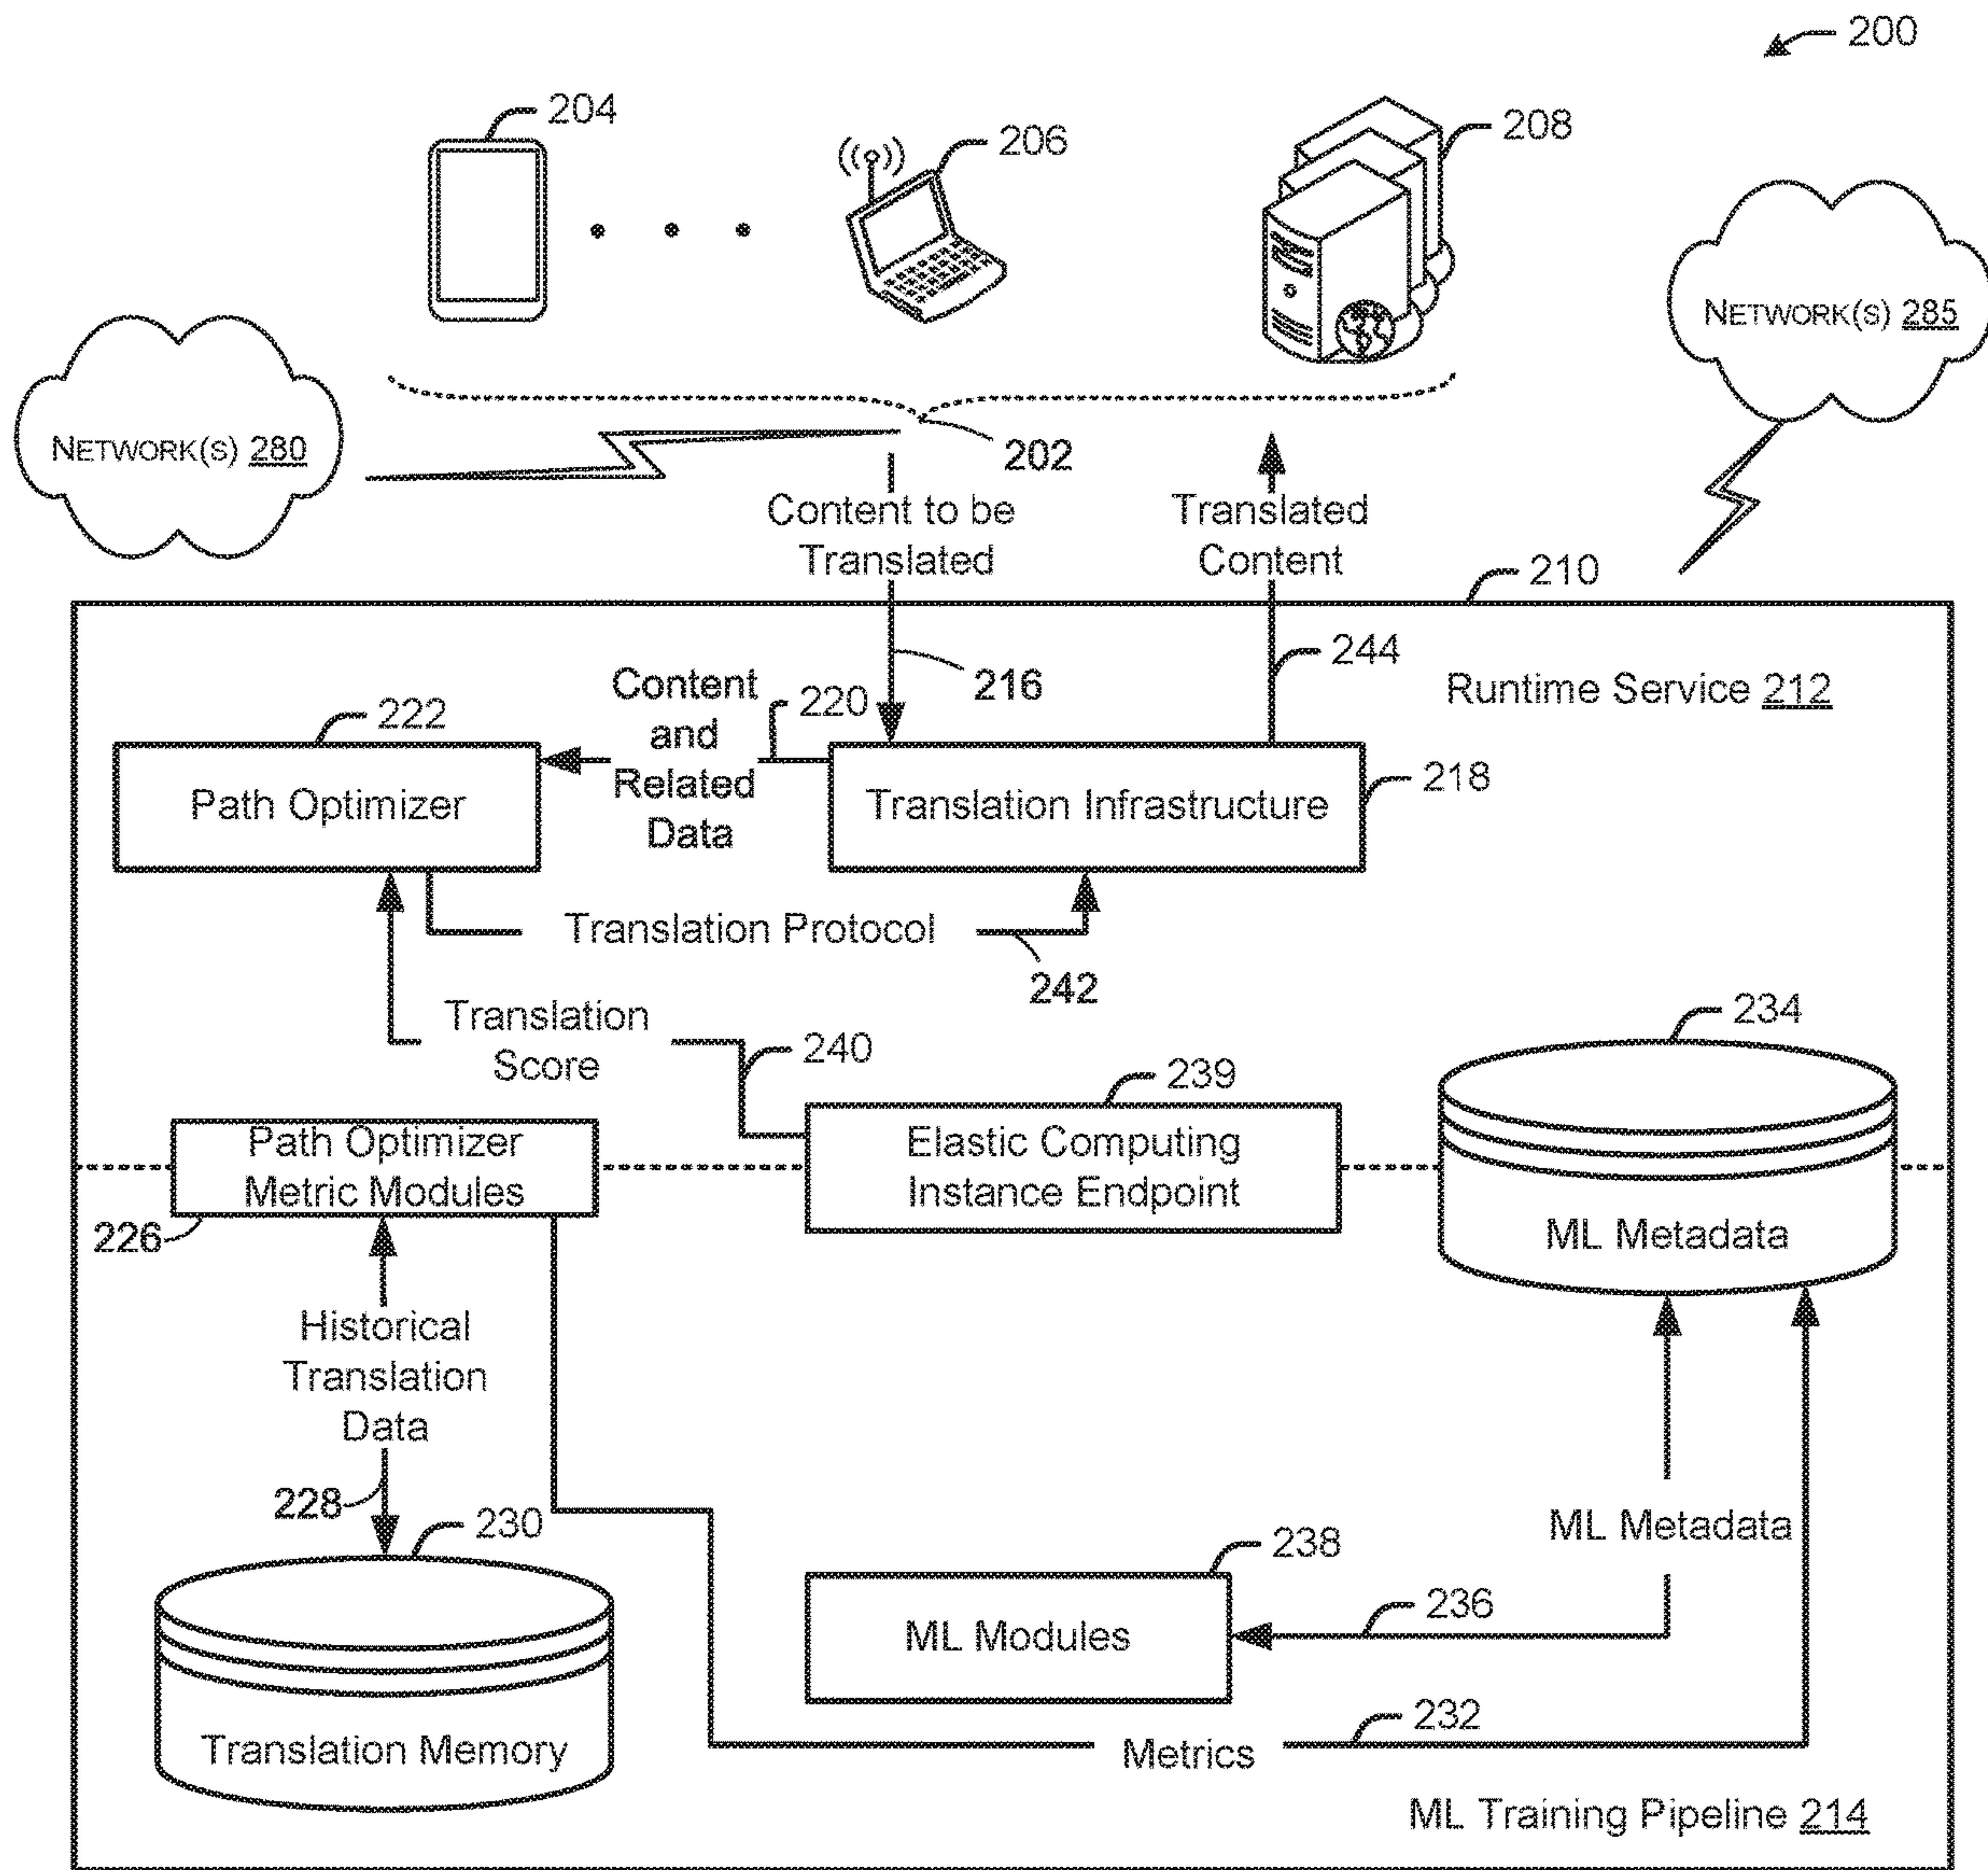 200
204
206
208
NETWORK(S) 285
NETWORK(S) 280
202
Content to be
Translated
Translated
Content
210
216
244
Runtime Service 212
Content
and
Related
Data
220
222
Path Optimizer
Translation Infrastructure
218
Translation Protocol
242
Translation
Score
240
234
239
Path Optimizer
Metric Modules
226
Elastic Computing
Instance Endpoint
ML Metadata
Historical
Translation
Data
228
230
Translation Memory
ML Metadata
238
ML Modules
236
232
Metrics
ML Training Pipeline 214